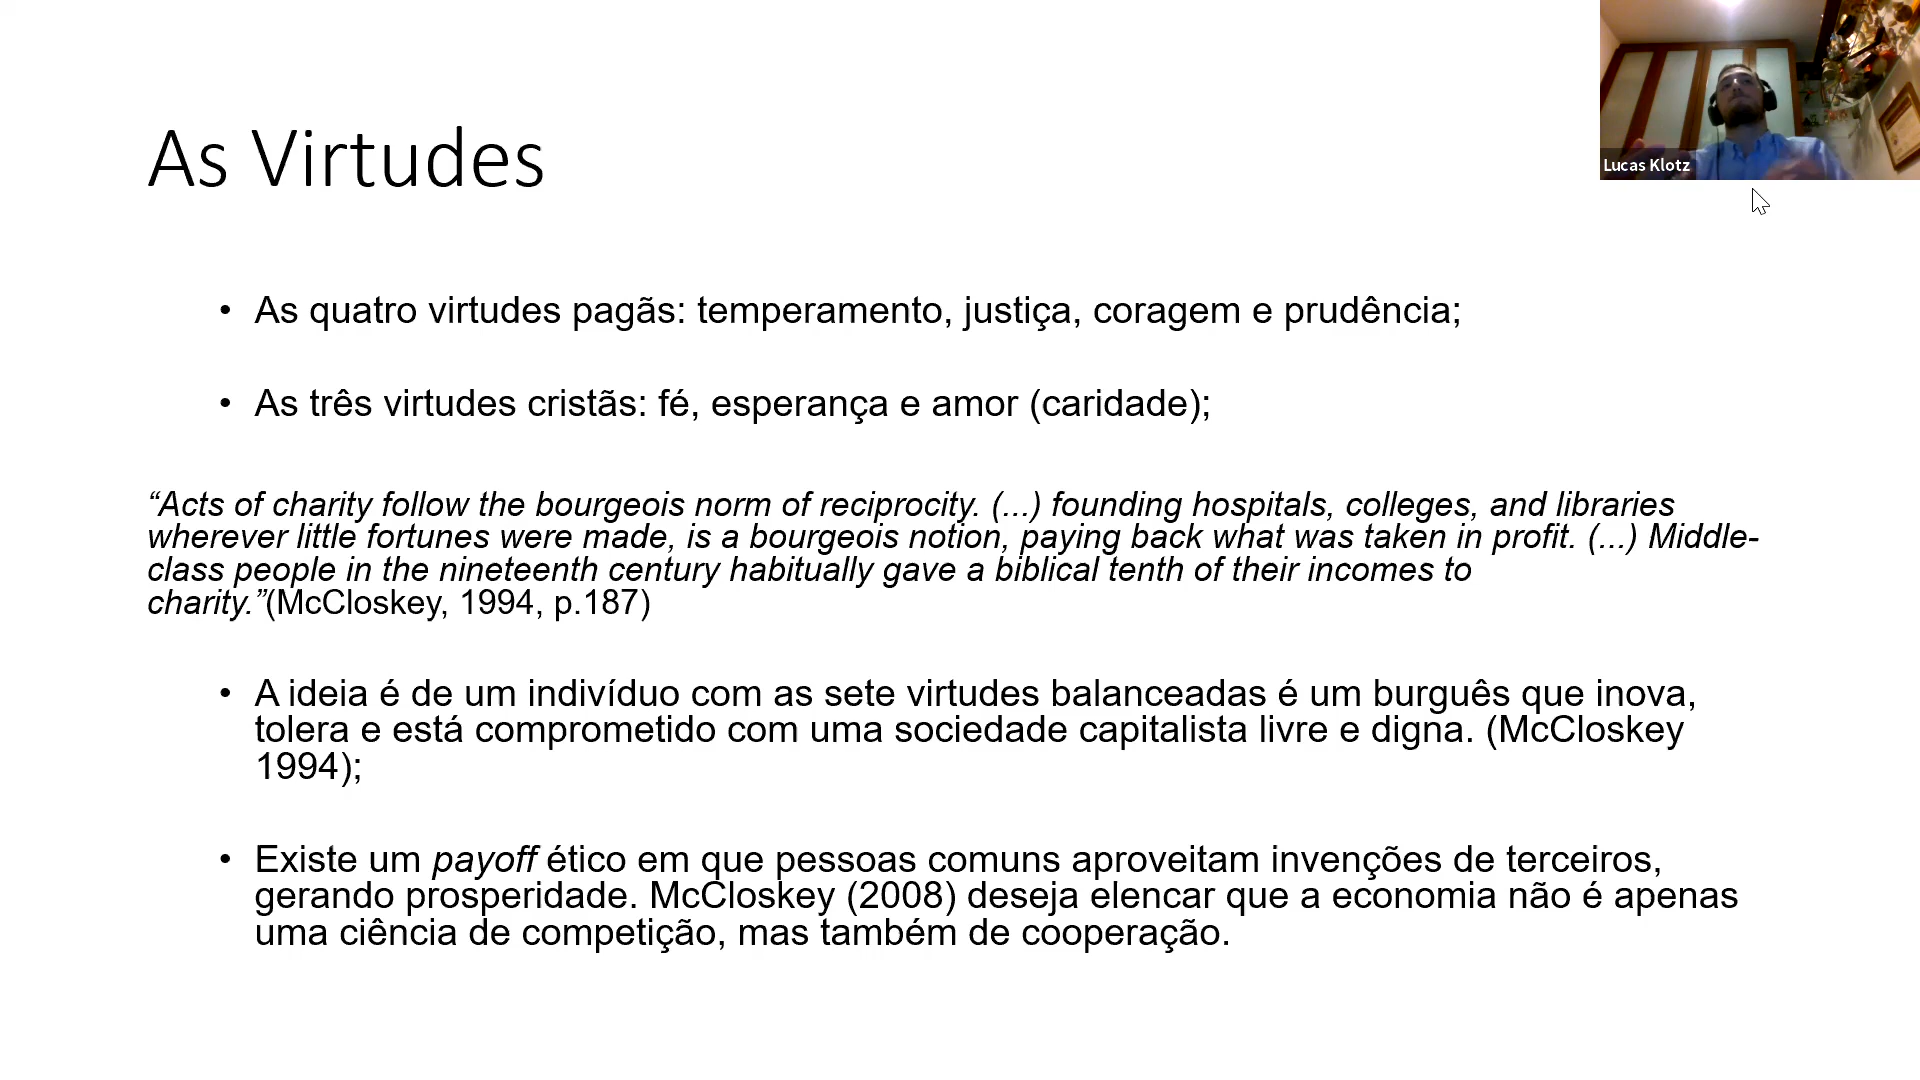 Lucas Klotz
As Virtudes
• As quatro virtudes pagãs: temperamento, justiça, coragem e prudência;
• As três virtudes cristãs: fé, esperança e amor (caridade);
“Acts of charity follow the bourgeois norm of reciprocity. (...) founding hospitals, colleges, and libraries
wherever little fortunes were made, is a bourgeois notion, paying back what was taken in profit. (...) Middle-
class people in the nineteenth century habitually gave a biblical tenth of their incomes to
charity.”(McCloskey, 1994, p.187)
• A ideia é de um indivíduo com as sete virtudes balanceadas é um burguês que inova,
tolera e está comprometido com uma sociedade capitalista livre e digna. (McCloskey
1994);
• Existe um payoff ético em que pessoas comuns aproveitam invenções de terceiros,
gerando prosperidade. McCloskey (2008) deseja elencar que a economia não é apenas
uma ciência de competição, mas também de cooperação.